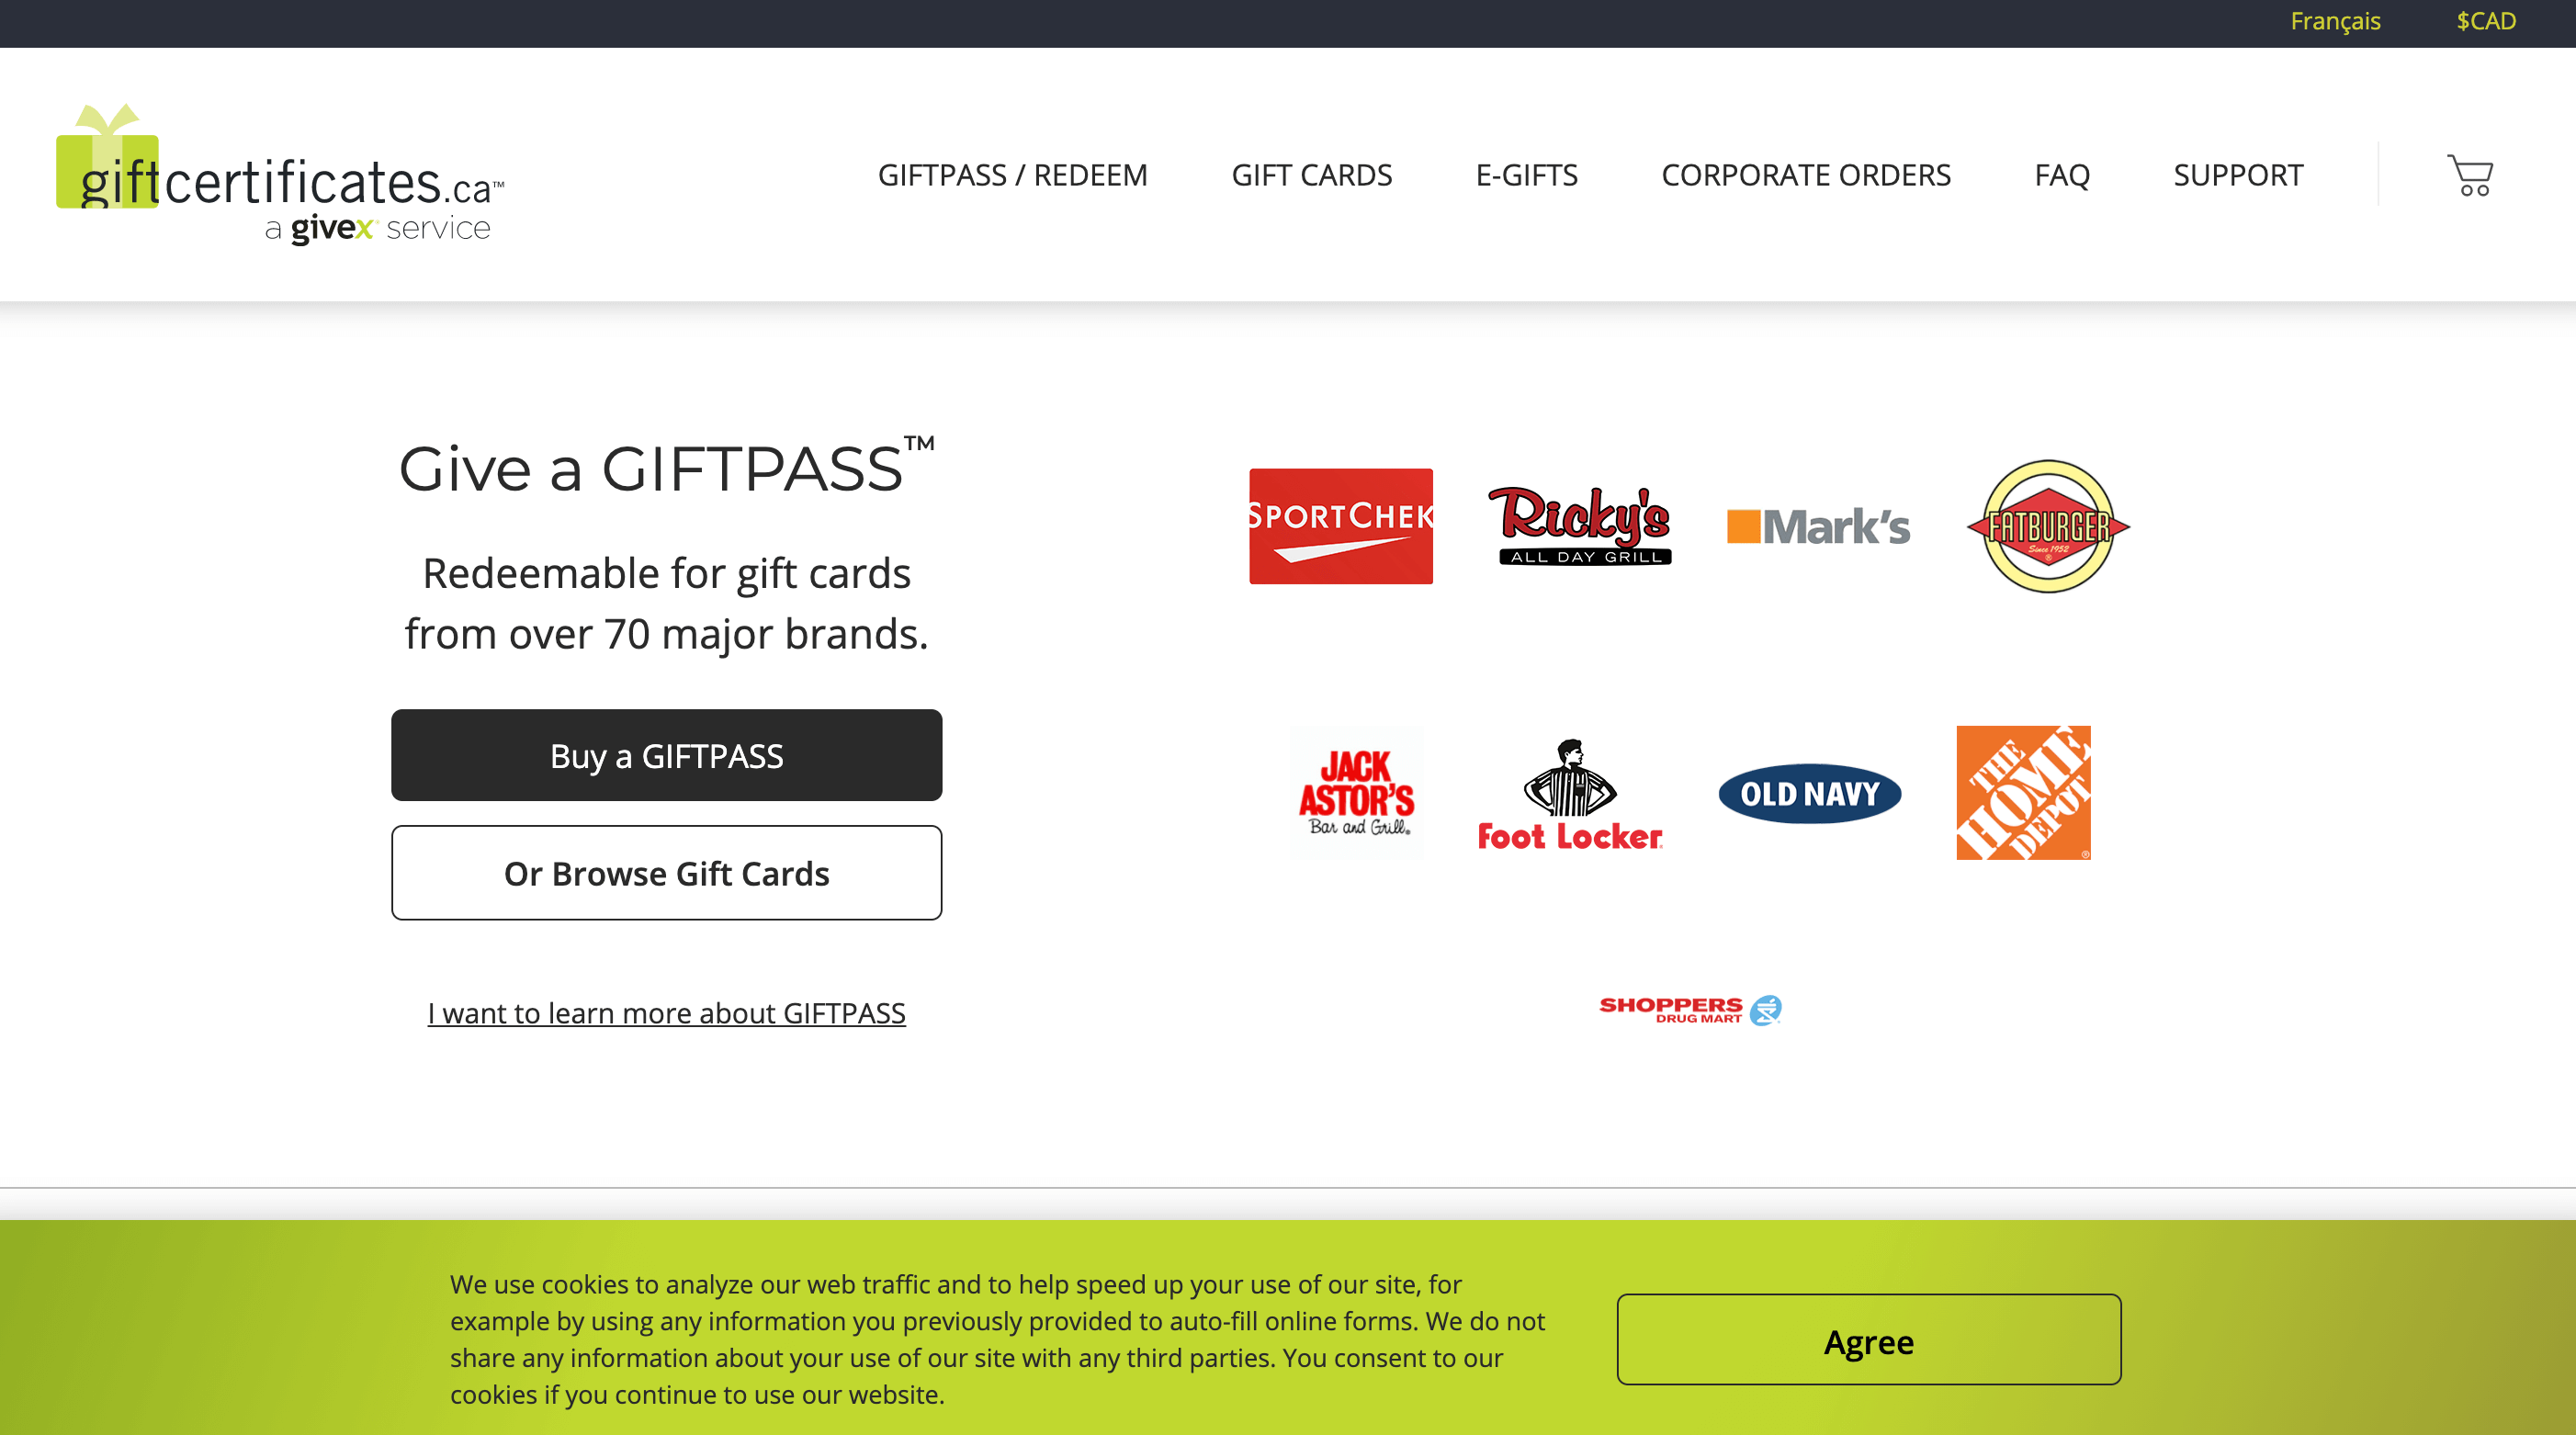 Français $CAD
giftcertificates.ca™
a givex service
GIFTPASS / REDEEM GIFT CARDS E-GIFTS CORPORATE ORDERS FAQ SUPPORT
Give a GIFTPASS™
Redeemable for gift cards
from over 70 major brands.
Buy a GIFTPASS
Or Browse Gift Cards
I want to learn more about GIFTPASS
SPORTCHEK
Ricky's
ALL DAY GRILL
Mark's
FATBURGER
Since 1952
®
JACK
ASTOR'S
Bar and Grill®
Foot Locker®
OLD NAVY
THE
HOME
DEPOT
®
SHOPPERS
DRUG MART
We use cookies to analyze our web traffic and to help speed up your use of our site, for
example by using any information you previously provided to auto-fill online forms. We do not
share any information about your use of our site with any third parties. You consent to our
cookies if you continue to use our website.
Agree